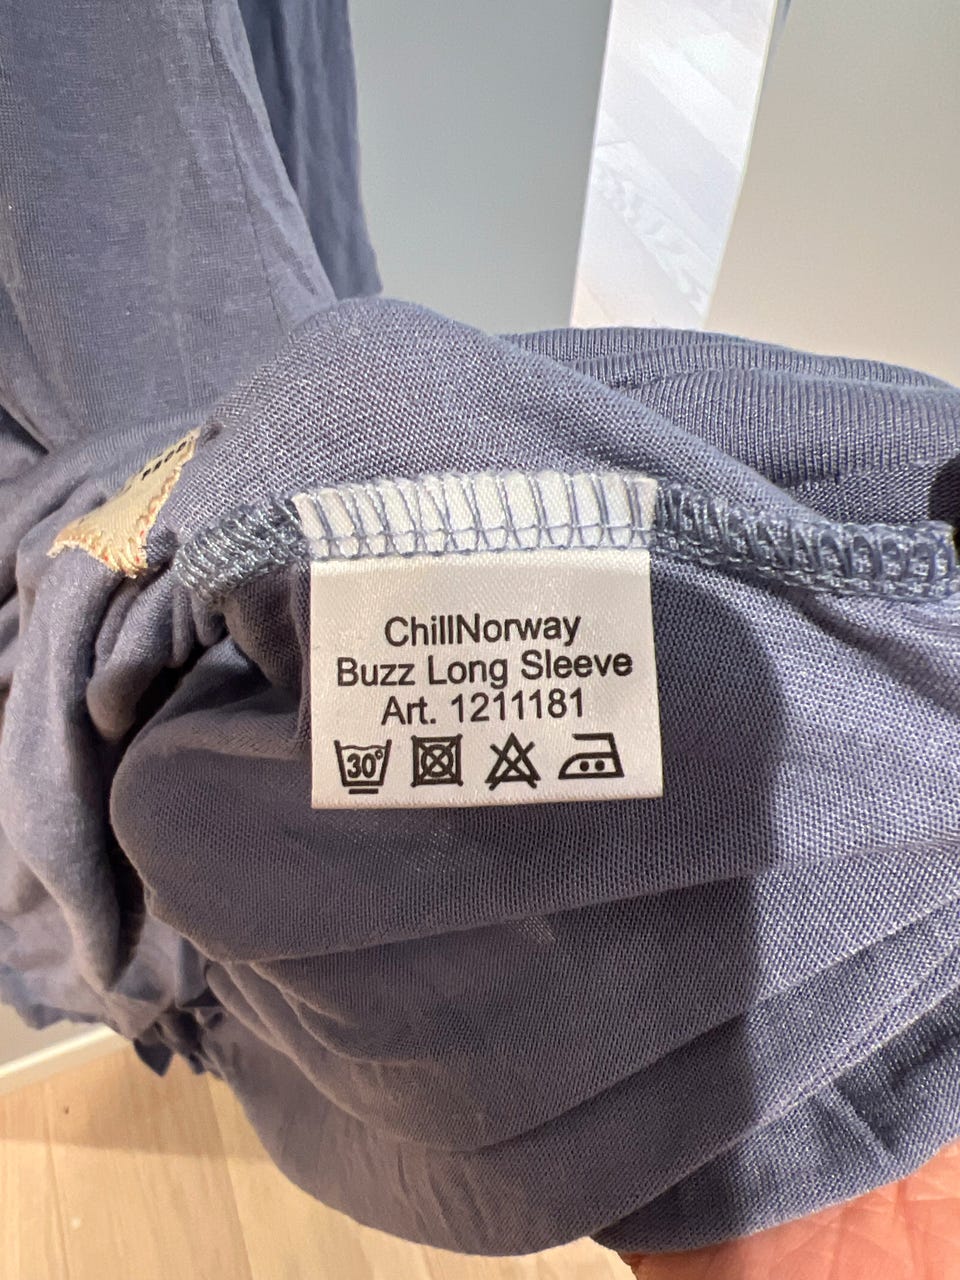 ChillNorway
Buzz Long Sleeve
Art. 1211181
30°